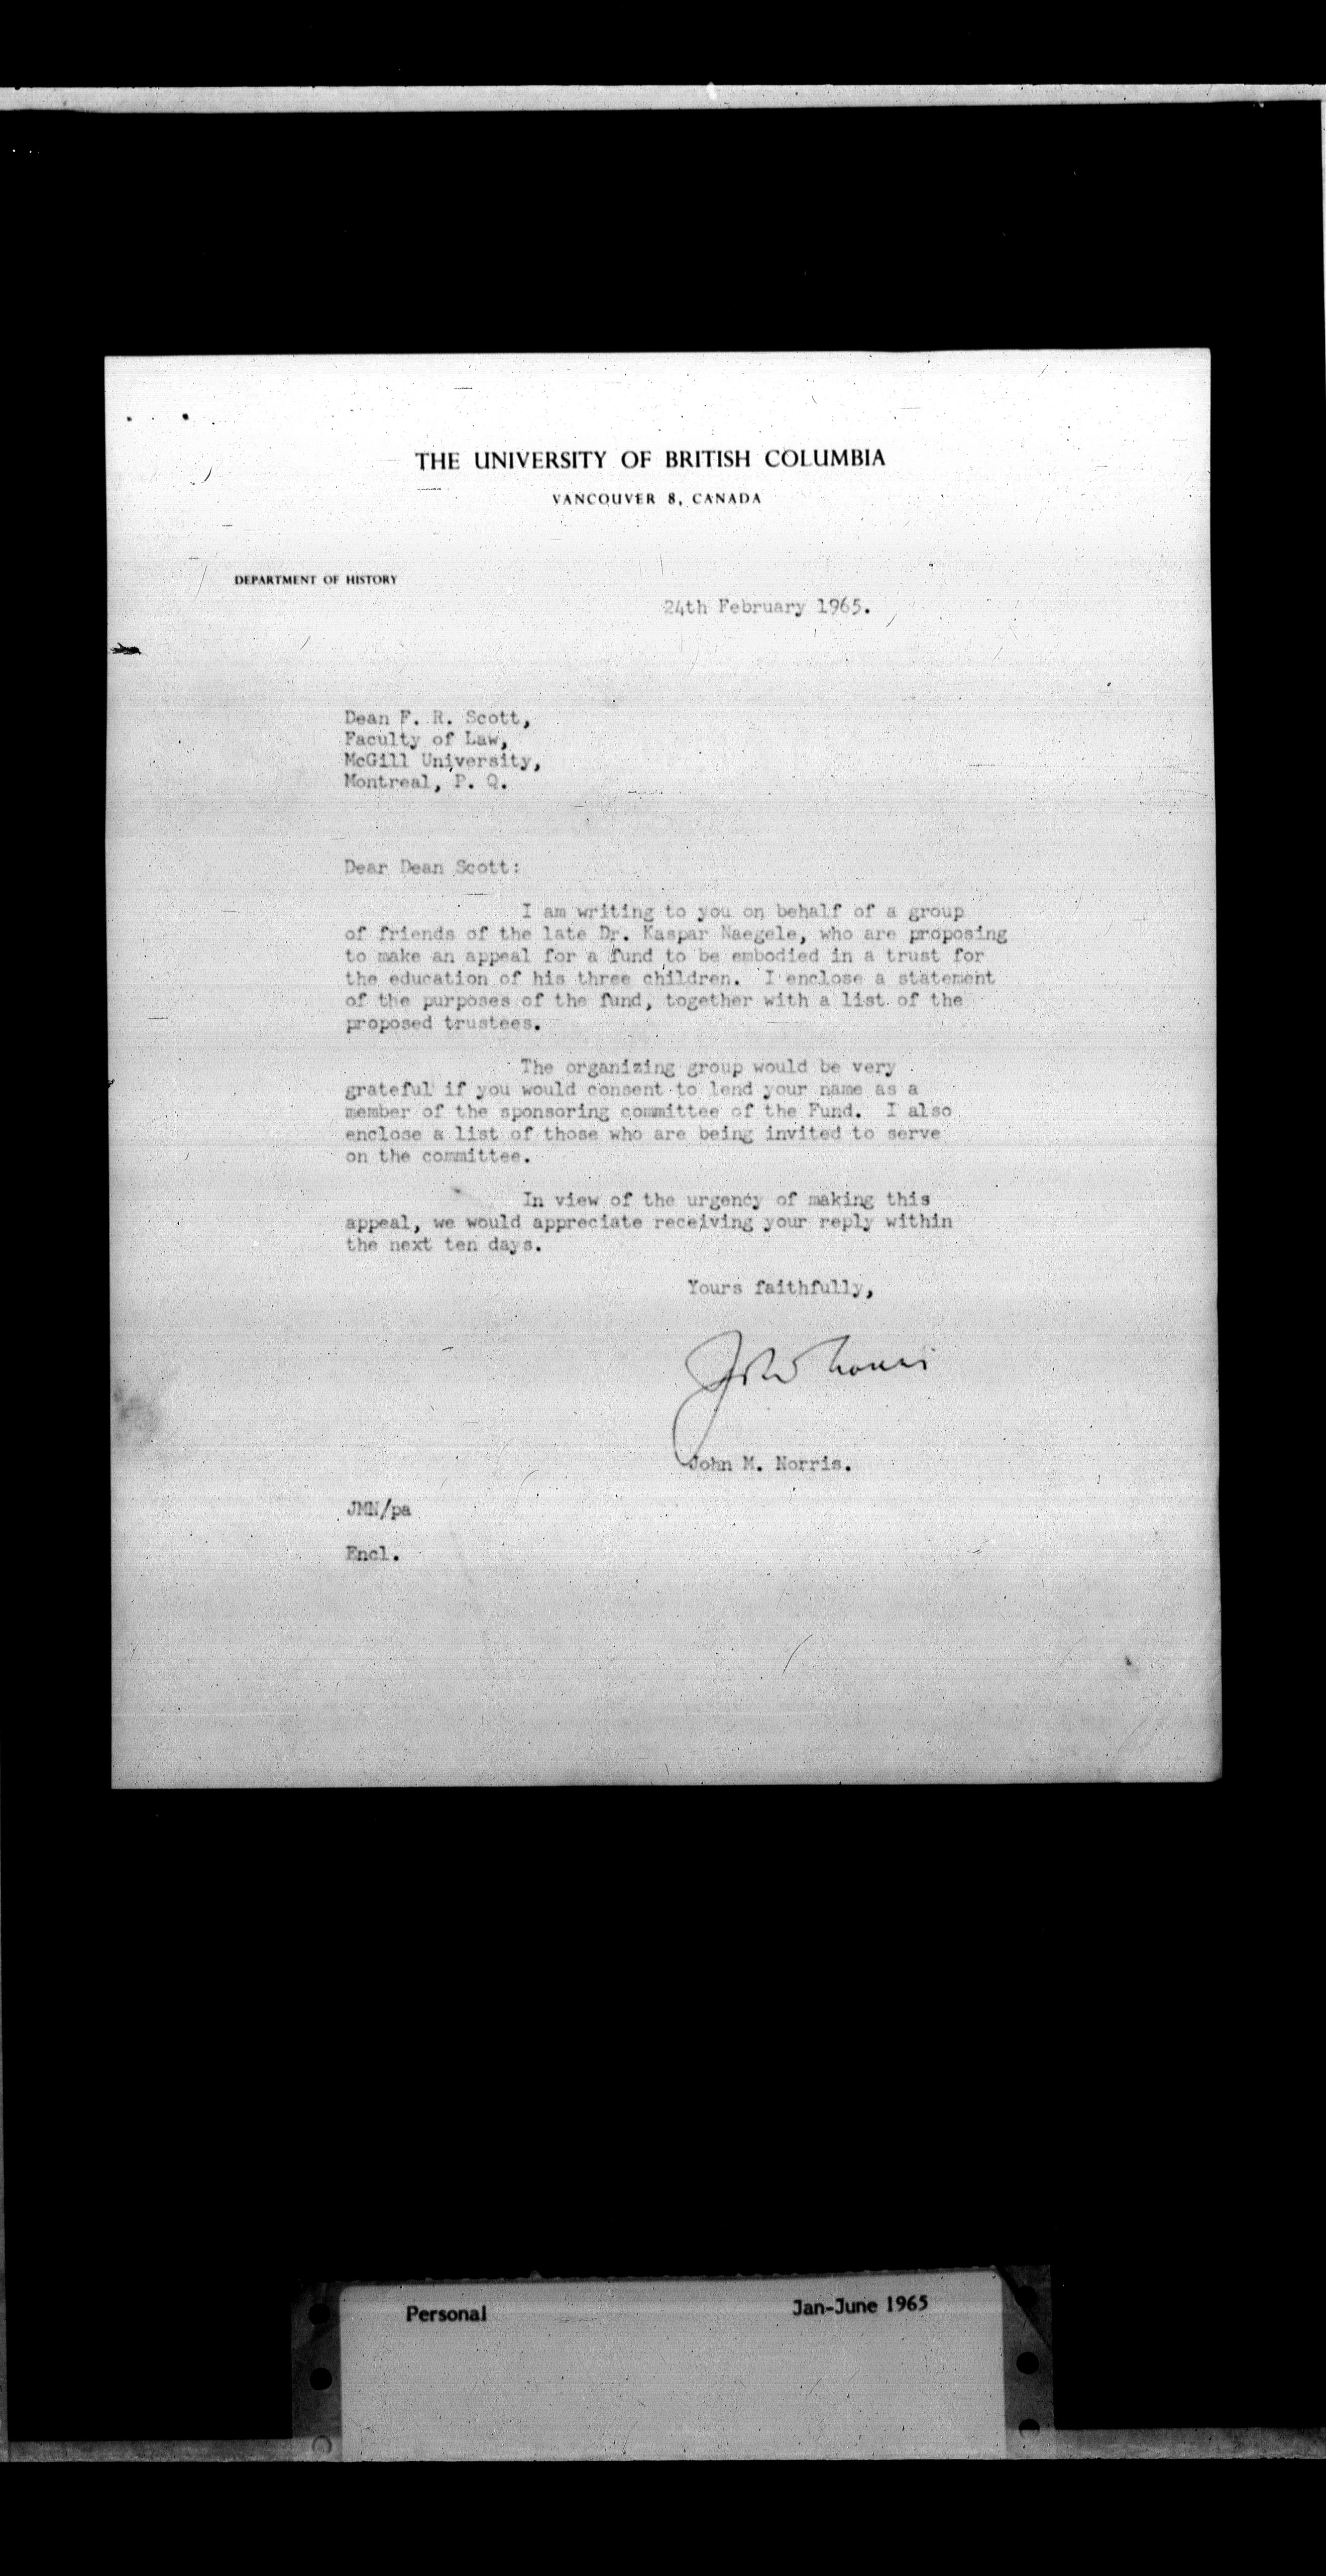 THE UNIVERSITY OF BRITISH COLUMBIA
VANCOUVER 8, CANADA
DEPARTMENT OF HISTORY
24th February 1965.
Dean F. R. Scott,
Faculty of Law,
McGill University,
Montreal, P. Q.
Dear Dean Scott:
I am writing to you on behalf of a group
of friends of the late Dr. Kaspar Naegele, who are proposing
to make an appeal for a fund to be embodied in a trust for
the education of his three children. I enclose a statement
of the purposes of the fund, together with a list of the
proposed trustees.
The organizing group would be very
grateful if you would consent to lend your name as a
member of the sponsoring committee of the Fund. I also
enclose a list of those who are being invited to serve
on the committee.
In view of the urgency of making this
appeal, we would appreciate receiving your reply within
the next ten days.
Yours faithfully,
John Norris
John M. Norris.
JMN/pa
Encl.
Personal Jan-June 1965